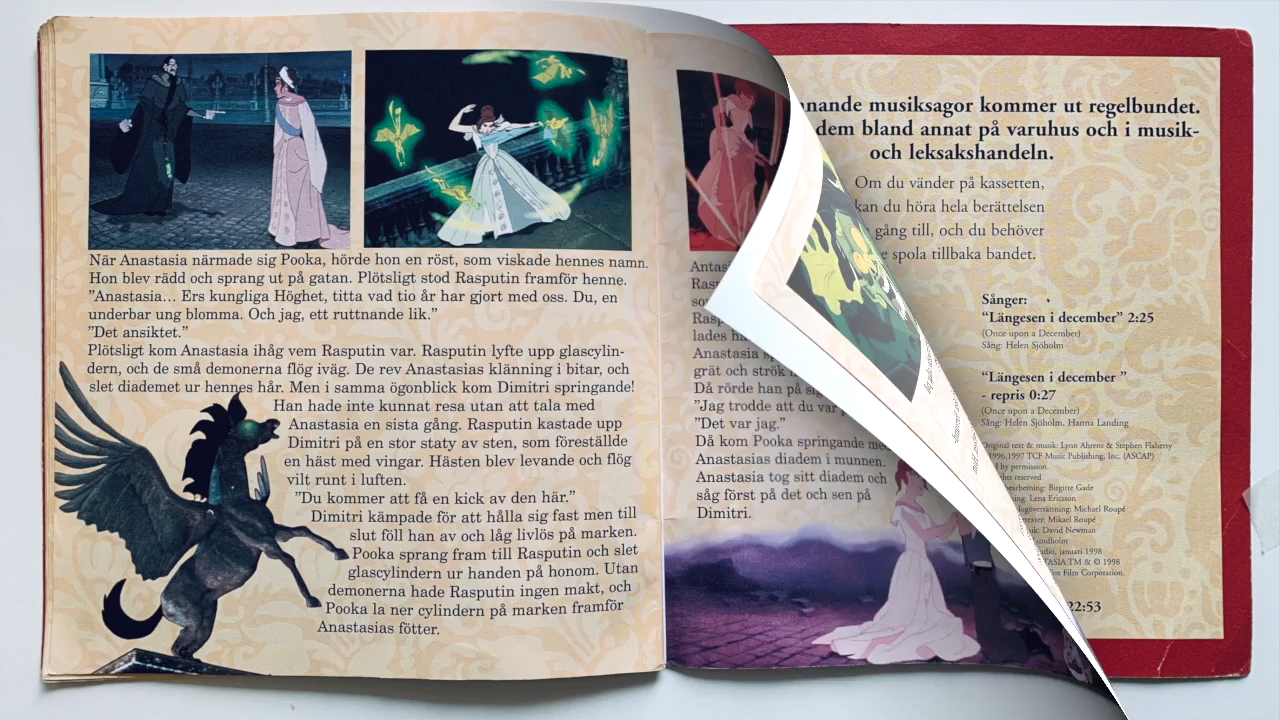 När Anastasia närmade sig Pooka, hörde hon en röst, som viskade hennes namn.
Hon blev rädd och sprang ut på gatan. Plötsligt stod Rasputin framför henne.
”Anastasia… Ers kungliga Höghet, titta vad tio år har gjort med oss. Du, en
underbar ung blomma. Och jag, ett ruttnande lik.”
”Det ansiktet.”
Plötsligt kom Anastasia ihåg vem Rasputin var. Rasputin lyfte upp glascylin-
dern, och de små demonerna flög iväg. De rev Anastasias klänning i bitar, och
slet diademet ur hennes hår. Men i samma ögonblick kom Dimitri springande!
Han hade inte kunnat resa utan att tala med
Anastasia en sista gång. Rasputin kastade upp
Dimitri på en stor staty av sten, som föreställde
en häst med vingar. Hästen blev levande och flög
vilt runt i luften.
”Du kommer att få en kick av den här.”
Dimitri kämpade för att hålla sig fast men till
slut föll han av och låg livlös på marken.
Pooka sprang fram till Rasputin och slet
glascylindern ur handen på honom. Utan
demonerna hade Rasputin ingen makt, och
Pooka la ner cylindern på marken framför
Anastasias fötter.
lades
Anastasia
grät och strök
Då rörde han på
”Jag trodde att du var
”Det var jag.”
Då kom Pooka springande med
Anastasias diadem i munnen.
Anastasia tog sitt diadem och
såg först på det och sen på
Dimitri.
musiksagor kommer ut regelbundet.
dem bland annat på varuhus och i musik-
och leksakshandeln.
Om du vänder på kassetten,
kan du höra hela berättelsen
gång till, och du behöver
spola tillbaka bandet.
Sånger:
“Längesen i december” 2:25
(Once upon a December)
Sång: Helen Sjöholm
“Längesen i december ”
- repris 0:27
(Once upon a December)
Sång: Helen Sjöholm, Hanna Landing
Original text & musik: Lynn Ahrens & Stephen Flaherty
1996,1997 TCF Music Publishing, Inc. (ASCAP)
by permission.
rights reserved
Birgitte Gade
Lena Ericsson
Michael Roupé
Mikael Roupé
David Newman
januari 1998
TM & © 1998
Fox Film Corporation.
22:53